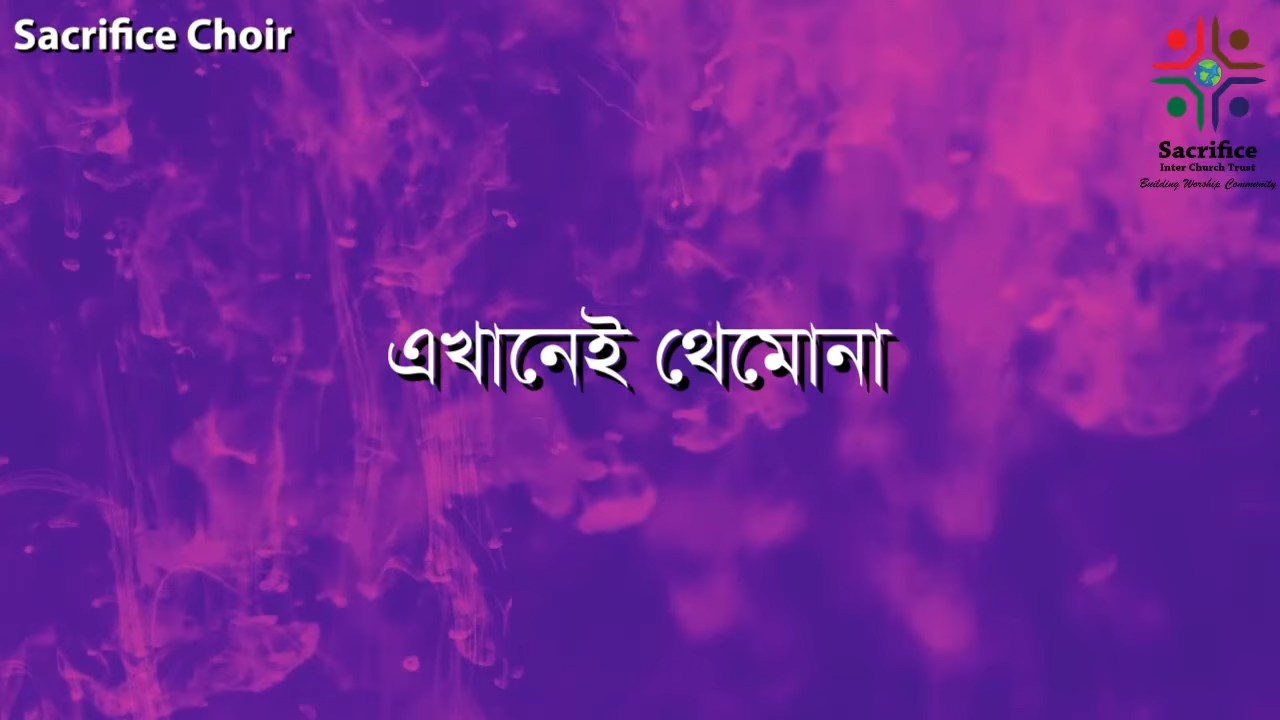 Sacrifice Choir
Sacrifice
Inter Church Trust
Building Worship Community
এখানেই থেমোনা